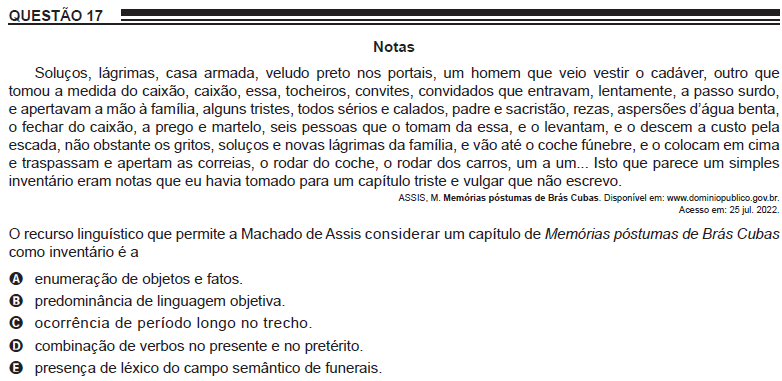 QUESTÃO 17
Notas
Soluços, lágrimas, casa armada, veludo preto nos portais, um homem que veio vestir o cadáver, outro que
tomou a medida do caixão, caixão, essa, tocheiros, convites, convidados que entravam, lentamente, a passo surdo,
e apertavam a mão à família, alguns tristes, todos sérios e calados, padre e sacristão, rezas, aspersões d'água benta,
o fechar do caixão, a prego e martelo, seis pessoas que o tomam da essa, e o levantam, e o descem a custo pela
escada, não obstante os gritos, soluços e novas lágrimas da família, e vão até o coche fúnebre, e o colocam em cima
e traspassam e apertam as correias, o rodar do coche, o rodar dos carros, um a um... Isto que parece um simples
inventário eram notas que eu havia tomado para um capítulo triste e vulgar que não escrevo.
ASSIS, M. Memórias póstumas de Brás Cubas. Disponível em: www.dominiopublico.gov.br.
Acesso em: 25 jul. 2022.
O recurso linguístico que permite a Machado de Assis considerar um capítulo de Memórias póstumas de Brás Cubas
como inventário é a
A enumeração de objetos e fatos.
B predominância de linguagem objetiva.
C ocorrência de período longo no trecho.
D combinação de verbos no presente e no pretérito.
E presença de léxico do campo semântico de funerais.